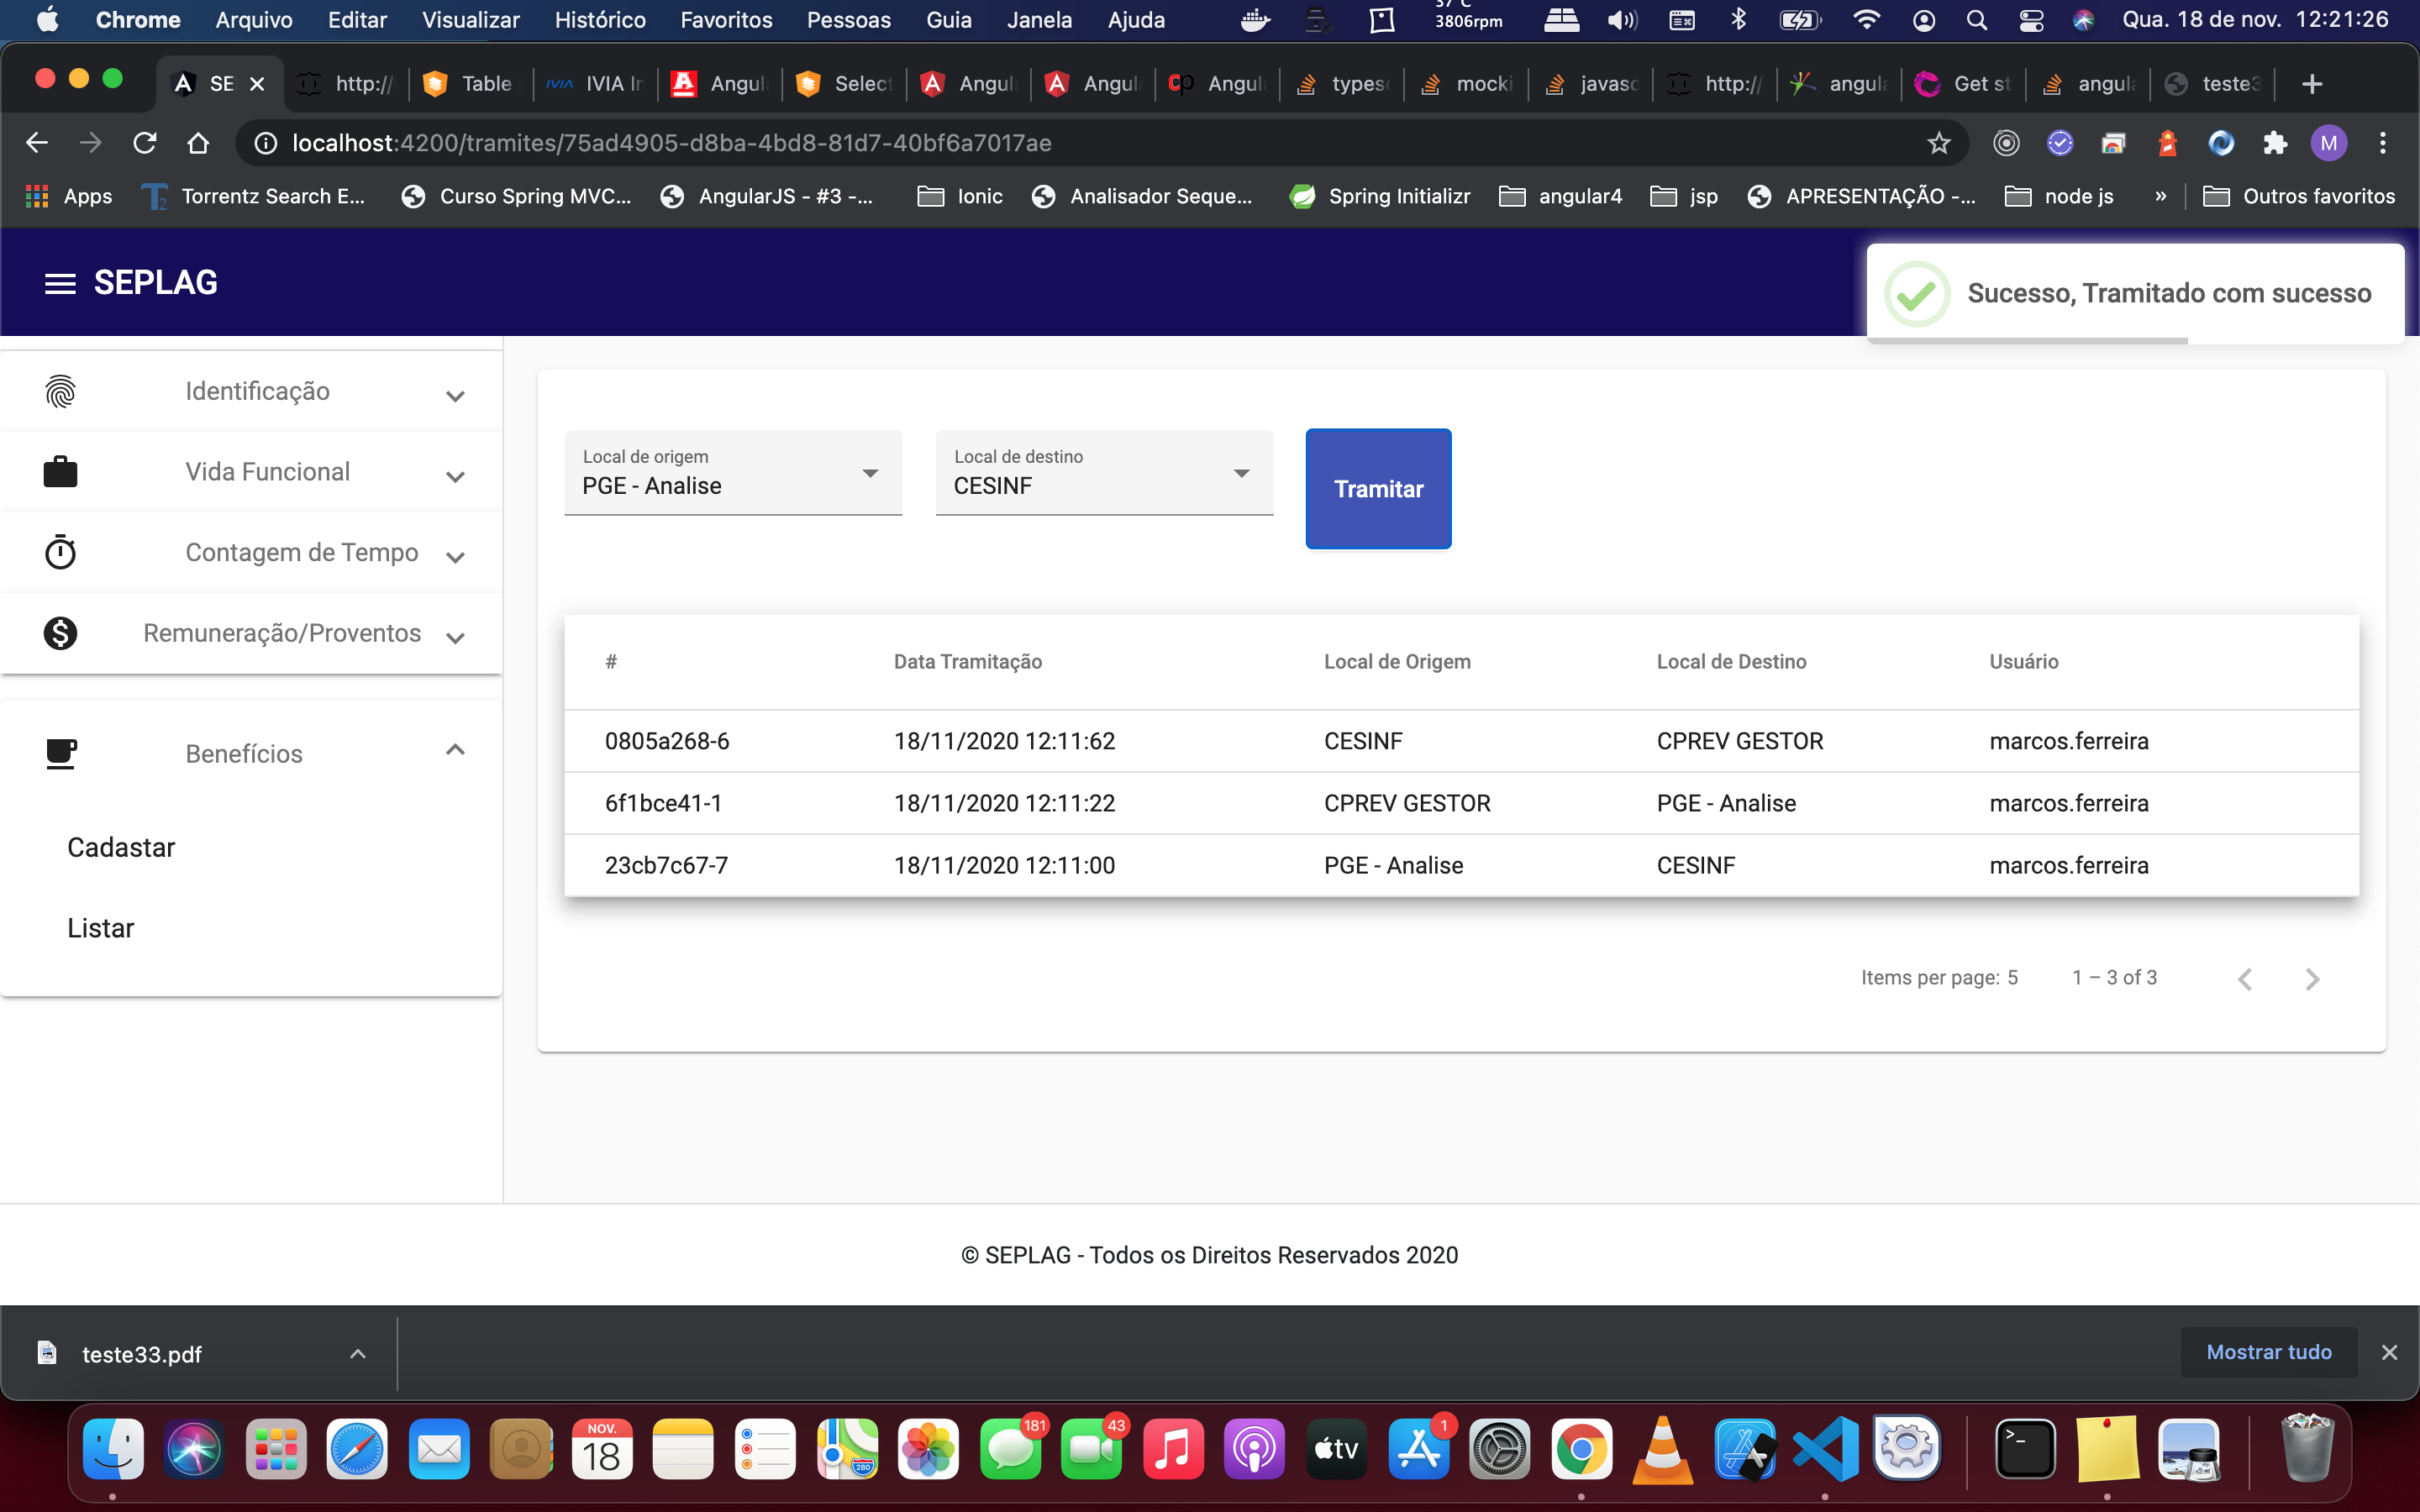 Chrome Arquivo Editar Visualizar Histórico Favoritos Pessoas Guia Janela Ajuda 3806rpm Qua. 18 de nov. 12:21:26
SE http:// Table IVIA In Angul Select Angul Angul Angul typesc mocki javasc http:// angula Get st angula teste3
localhost:4200/tramites/75ad4905-d8ba-4bd8-81d7-40bf6a7017ae M
Apps Torrentz Search E... Curso Spring MVC... AngularJS - #3 -... Ionic Analisador Seque... Spring Initializr angular4 jsp APRESENTAÇÃO -... node js » Outros favoritos
SEPLAG
Sucesso, Tramitado com sucesso
Identificação
Vida Funcional
Contagem de Tempo
Remuneração/Proventos
Benefícios
Cadastar
Listar
Local de origem
PGE - Analise
Local de destino
CESINF
Tramitar
# Data Tramitação Local de Origem Local de Destino Usuário
0805a268-6 18/11/2020 12:11:62 CESINF CPREV GESTOR marcos.ferreira
6f1bce41-1 18/11/2020 12:11:22 CPREV GESTOR PGE - Analise marcos.ferreira
23cb7c67-7 18/11/2020 12:11:00 PGE - Analise CESINF marcos.ferreira
Items per page: 5 1 – 3 of 3
© SEPLAG - Todos os Direitos Reservados 2020
teste33.pdf Mostrar tudo
NOV.
18
280
181
43
tv
1